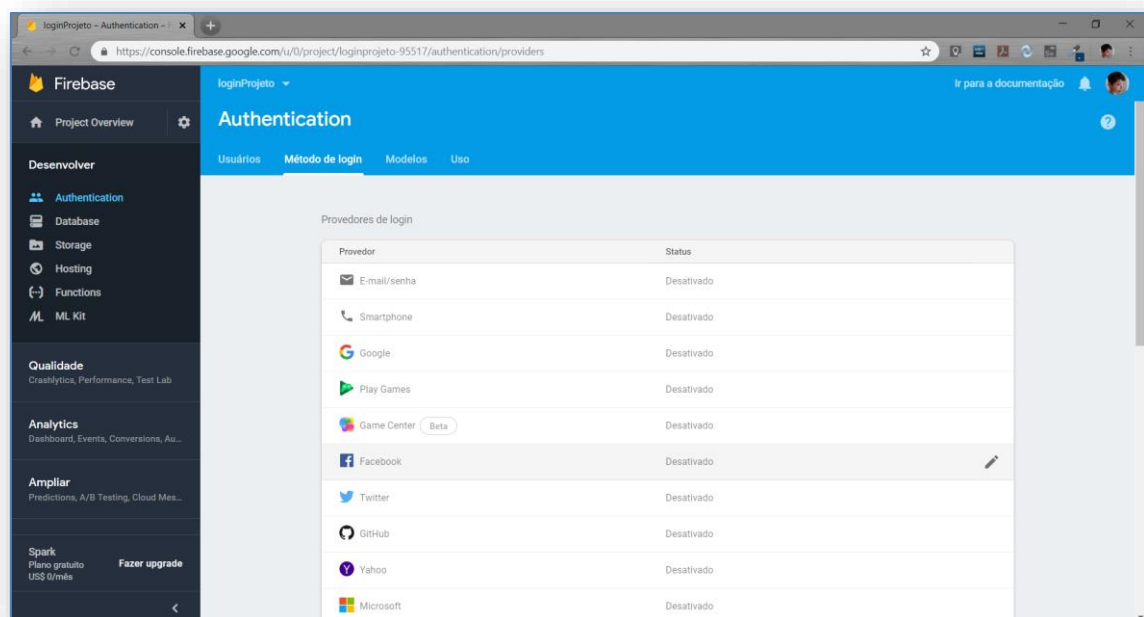 loginProjeto – Authentication –
https://console.firebase.google.com/u/0/project/loginprojeto-95517/authentication/providers
Firebase
loginProjeto
Ir para a documentação
Project Overview
Authentication
Usuários Método de login Modelos Uso
Desenvolver
Authentication
Database
Storage
Hosting
Functions
ML Kit
Qualidade
Crashlytics, Performance, Test Lab
Analytics
Dashboard, Events, Conversions, Au...
Ampliar
Predictions, A/B Testing, Cloud Mes...
Spark
Plano gratuito
US$ 0/mês
Fazer upgrade
Provedores de login
Provedor Status
E-mail/senha Desativado
Smartphone Desativado
Google Desativado
Play Games Desativado
Game Center Beta Desativado
Facebook Desativado
Twitter Desativado
GitHub Desativado
Yahoo Desativado
Microsoft Desativado